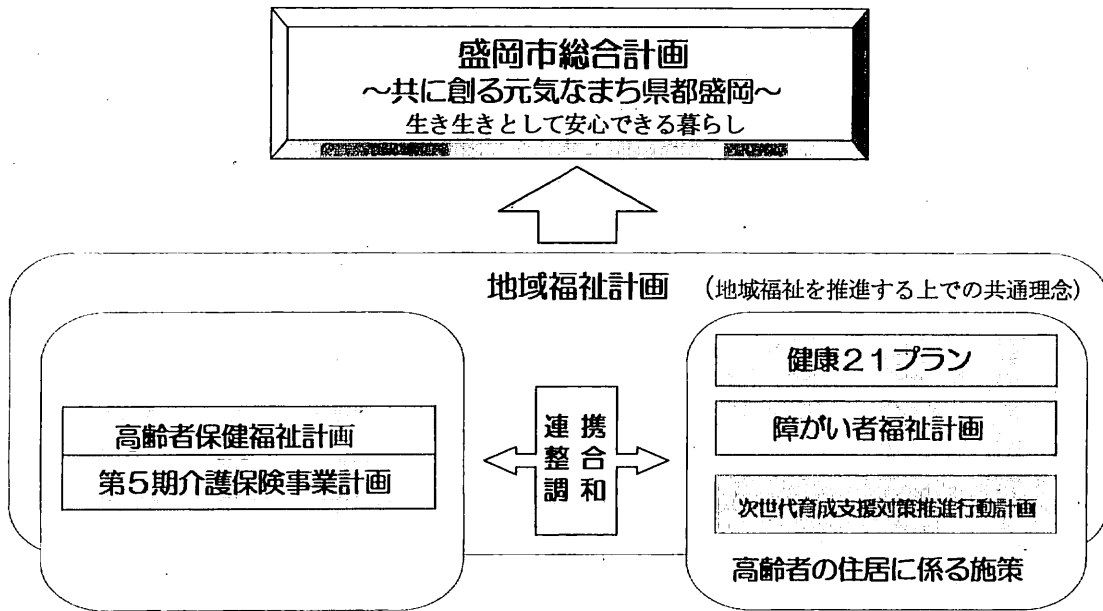 盛岡市総合計画
～共に創る元気なまち県都盛岡～
生き生きとして安心できる暮らし
地域福祉計画 (地域福祉を推進する上での共通理念)
高齢者保健福祉計画
第5期介護保険事業計画
連携
整合
調和
健康21プラン
障がい者福祉計画
次世代育成支援対策推進行動計画
高齢者の住居に係る施策